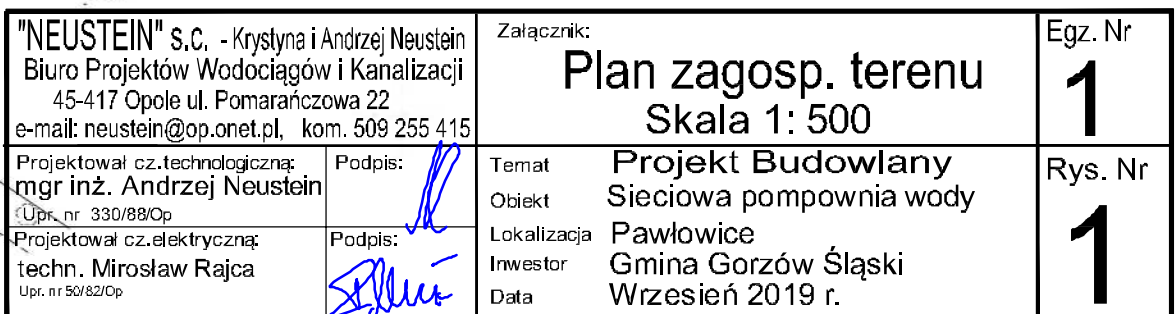 "NEUSTEIN" s.c. - Krystyna i Andrzej Neustein
Biuro Projektów Wodociągów i Kanalizacji
45-417 Opole ul. Pomarańczowa 22
e-mail: neustein@op.onet.pl, kom. 509 255 415
Załącznik:
Plan zagosp. terenu
Skala 1: 500
Egz. Nr
1
Projektował cz.technologiczną:
mgr inż. Andrzej Neustein
Upr. nr 330/88/Op
Podpis:
Projektował cz.elektryczną:
techn. Mirosław Rajca
Upr. nr 50/82/Op
Podpis:
Temat Projekt Budowlany
Obiekt Sieciowa pompownia wody
Lokalizacja Pawłowice
Inwestor Gmina Gorzów Śląski
Data Wrzesień 2019 r.
Rys. Nr
1